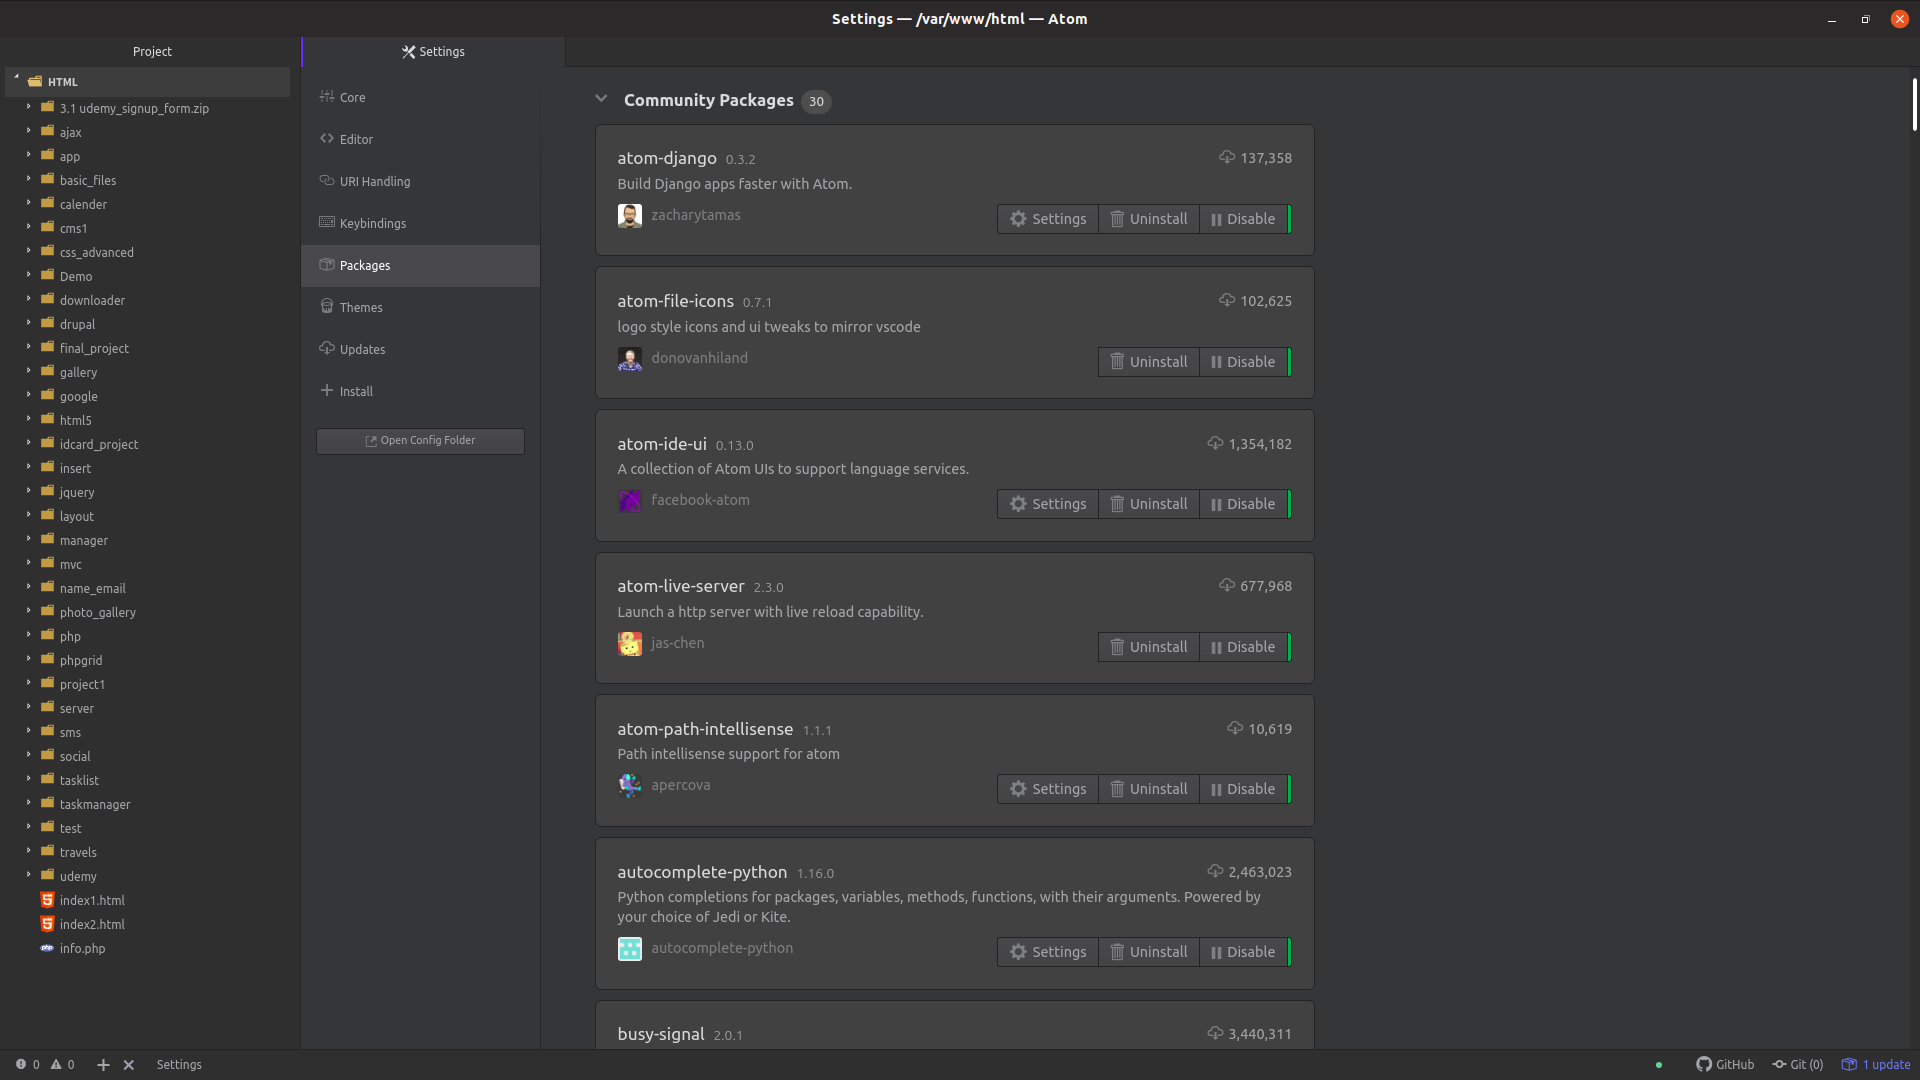 Settings — /var/www/html — Atom
Project
HTML
3.1 udemy_signup_form.zip
ajax
app
basic_files
calender
cms1
css_advanced
Demo
downloader
drupal
final_project
gallery
google
html5
idcard_project
insert
jquery
layout
manager
mvc
name_email
photo_gallery
php
phpgrid
project1
server
sms
social
tasklist
taskmanager
test
travels
udemy
index1.html
index2.html
info.php
Settings
Core
Editor
URI Handling
Keybindings
Packages
Themes
Updates
Install
Open Config Folder
Community Packages 30
atom-django 0.3.2 137,358
Build Django apps faster with Atom.
zacharytamas Settings Uninstall Disable
atom-file-icons 0.7.1 102,625
logo style icons and ui tweaks to mirror vscode
donovanhiland Uninstall Disable
atom-ide-ui 0.13.0 1,354,182
A collection of Atom UIs to support language services.
facebook-atom Settings Uninstall Disable
atom-live-server 2.3.0 677,968
Launch a http server with live reload capability.
jas-chen Uninstall Disable
atom-path-intellisense 1.1.1 10,619
Path intellisense support for atom
apercova Settings Uninstall Disable
autocomplete-python 1.16.0 2,463,023
Python completions for packages, variables, methods, functions, with their arguments. Powered by
your choice of Jedi or Kite.
autocomplete-python Settings Uninstall Disable
busy-signal 2.0.1 3,440,311
0 0 Settings GitHub Git (0) 1 update